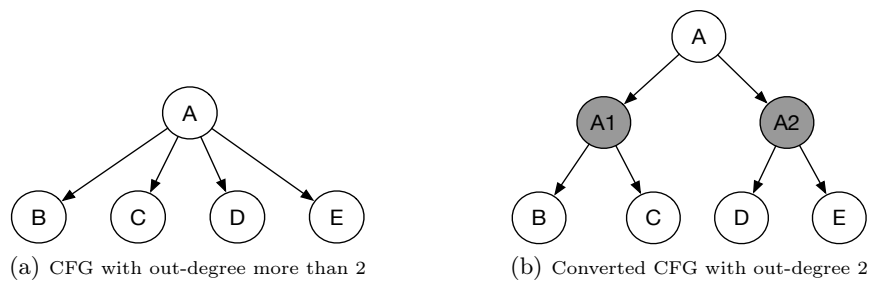 A
B C D E
(a) CFG with out-degree more than 2
A
A1 A2
B C D E
(b) Converted CFG with out-degree 2